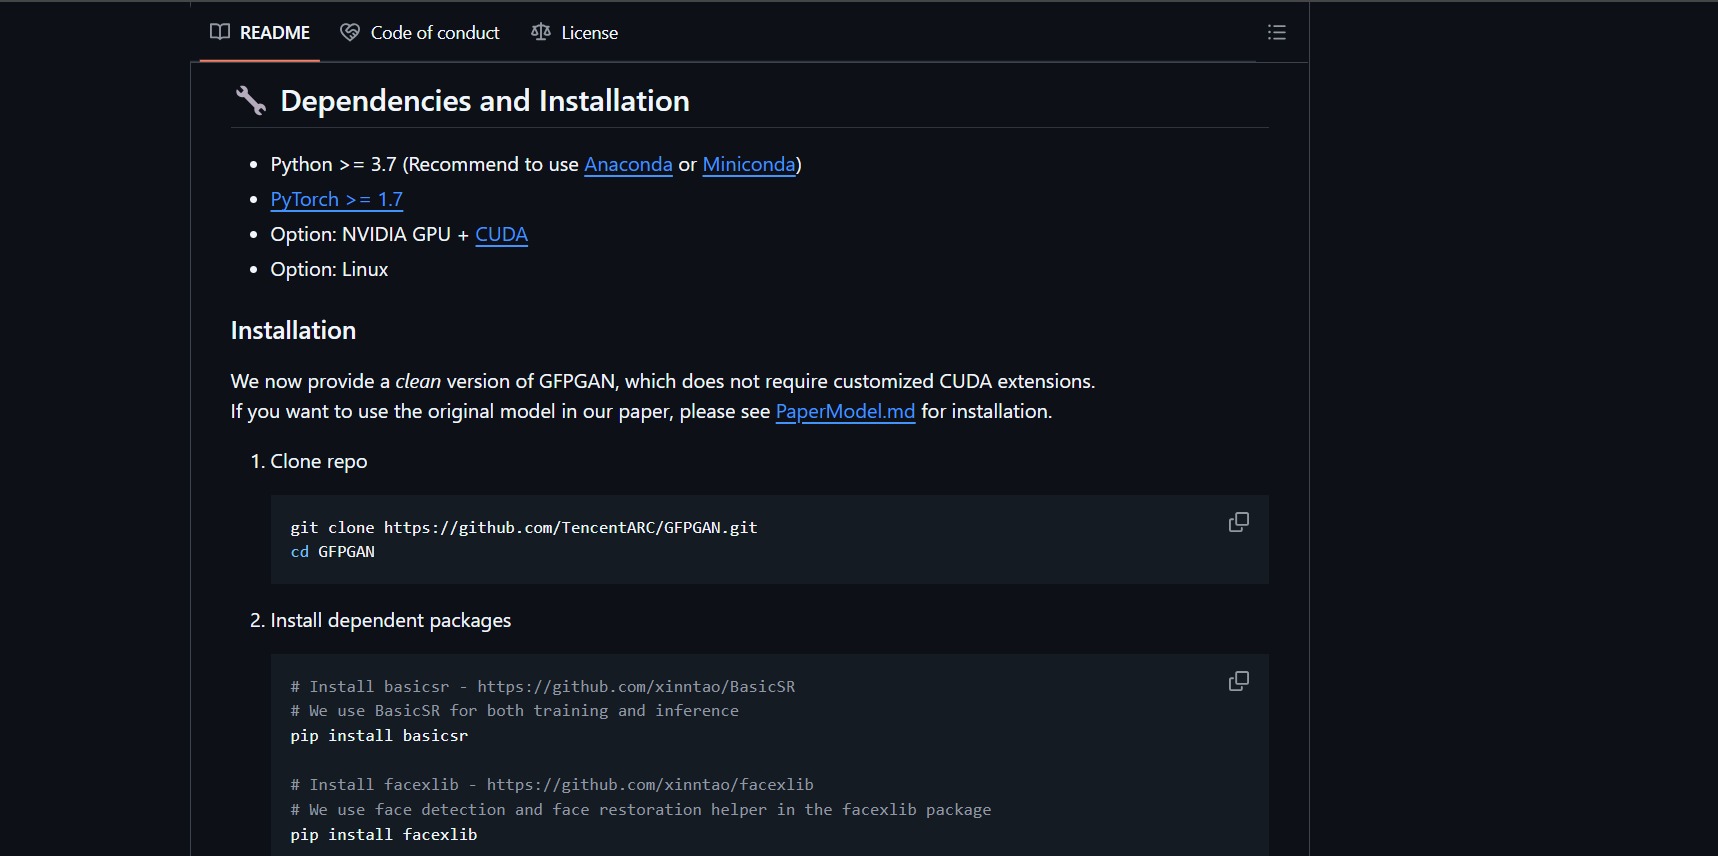 README
Code of conduct
License
Dependencies and Installation
Python >= 3.7 (Recommend to use Anaconda or Miniconda)
PyTorch >= 1.7
Option: NVIDIA GPU + CUDA
Option: Linux
Installation
We now provide a clean version of GFPGAN, which does not require customized CUDA extensions.
If you want to use the original model in our paper, please see PaperModel.md for installation.
1. Clone repo
git clone https://github.com/TencentARC/GFPGAN.git
cd GFPGAN
2. Install dependent packages
# Install basicsr - https://github.com/xinntao/BasicSR
# We use BasicSR for both training and inference
pip install basicsr
# Install facexlib - https://github.com/xinntao/facexlib
# We use face detection and face restoration helper in the facexlib package
pip install facexlib